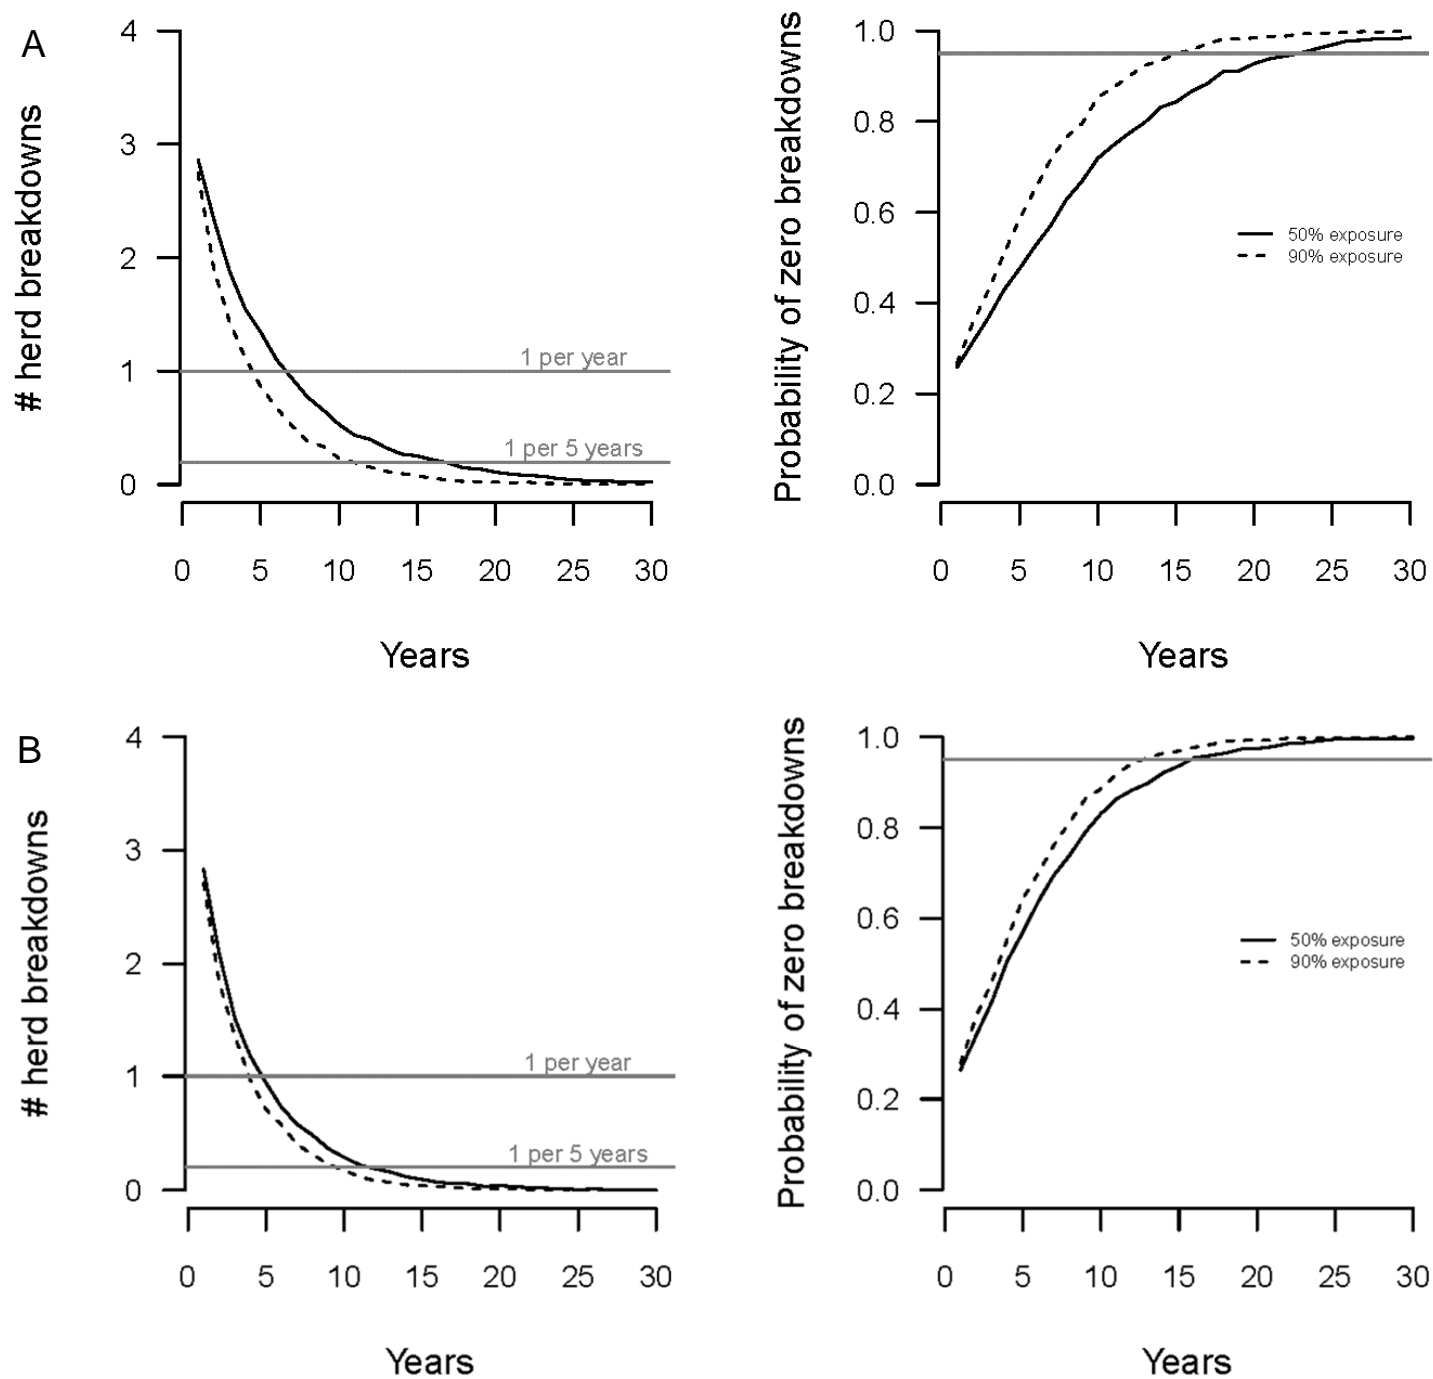 A
# herd breakdowns
4
3
2
1
0
1 per year
1 per 5 years
0 5 10 15 20 25 30
Years
Probability of zero breakdowns
1.0
0.8
0.6
0.4
0.2
0.0
50% exposure
90% exposure
0 5 10 15 20 25 30
Years
B
# herd breakdowns
4
3
2
1
0
1 per year
1 per 5 years
0 5 10 15 20 25 30
Years
Probability of zero breakdowns
1.0
0.8
0.6
0.4
0.2
0.0
50% exposure
90% exposure
0 5 10 15 20 25 30
Years